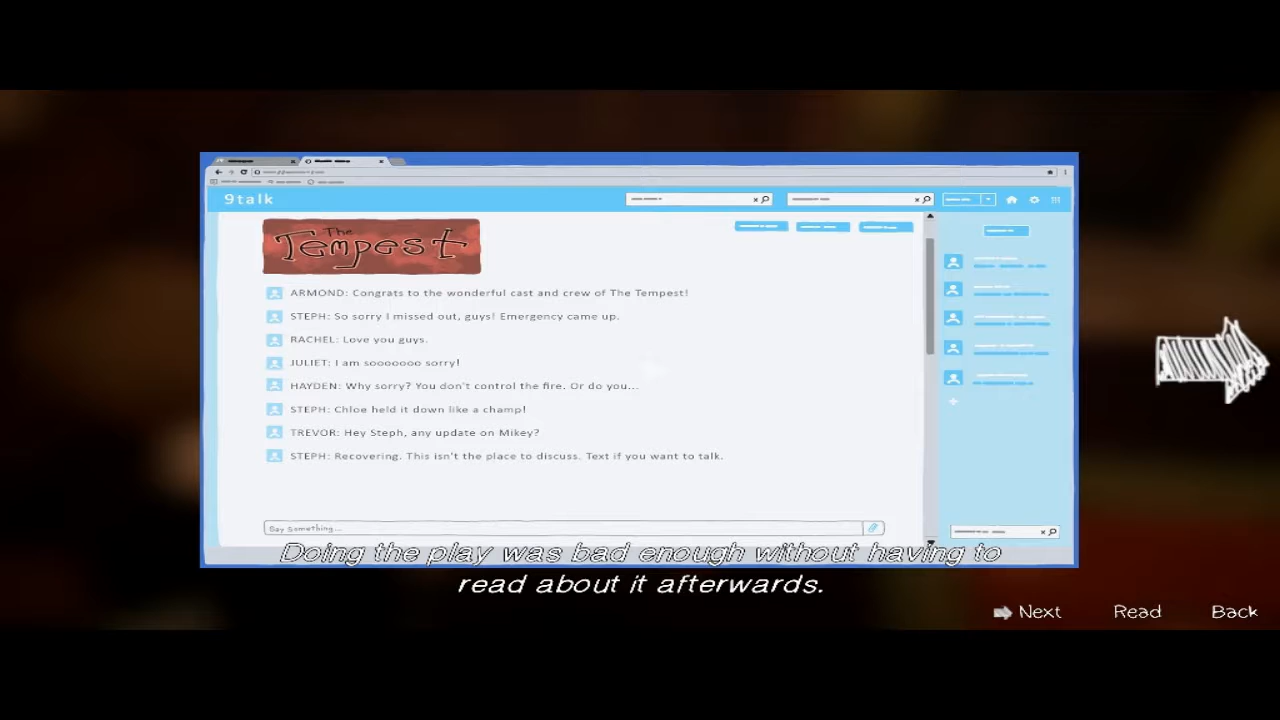 9talk
The
Tempest
ARMOND: Congrats to the wonderful cast and crew of The Tempest!
STEPH: So sorry I missed out, guys! Emergency came up.
RACHEL: Love you guys.
JULIET: I am sooooooo sorry!
HAYDEN: Why sorry? You don't control the fire. Or do you...
STEPH: Chloe held it down like a champ!
TREVOR: Hey Steph, any update on Mikey?
STEPH: Recovering. This isn't the place to discuss. Text if you want to talk.
Say Something...
Doing the play was bad enough without having to
read about it afterwards.
Next Read Back